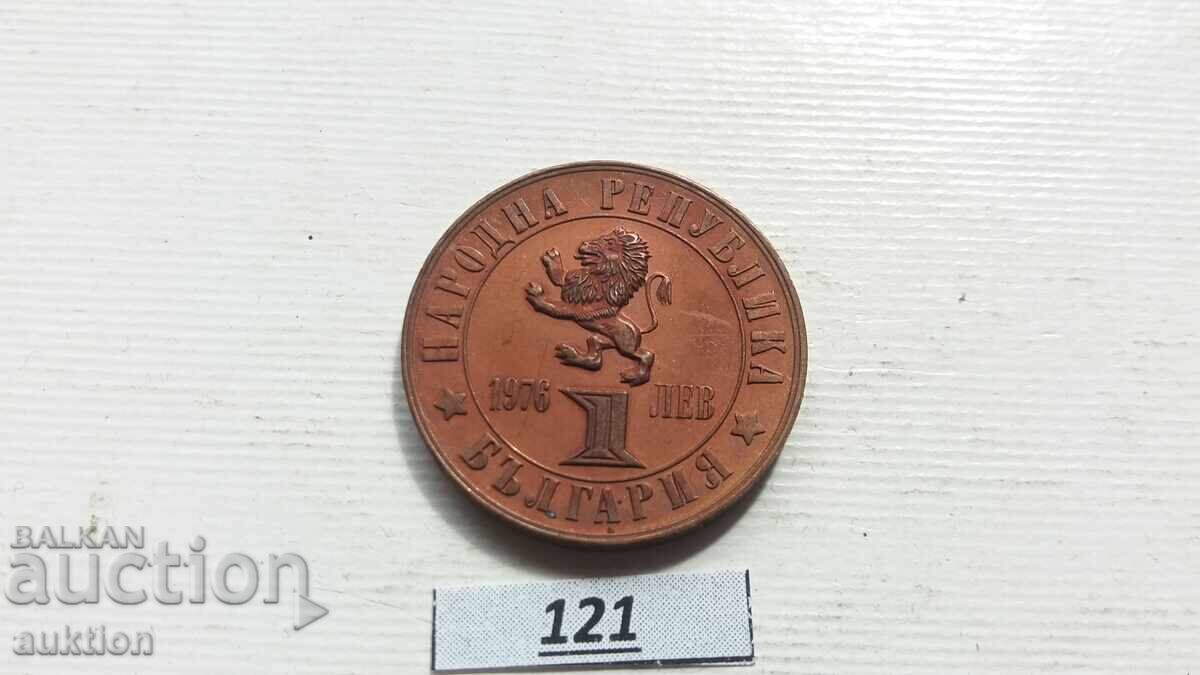 НАРОДНА РЕПУБЛИКА
1976 1 ЛЕВ
БЪЛГАРИЯ
BALKAN
auction
auktion
121